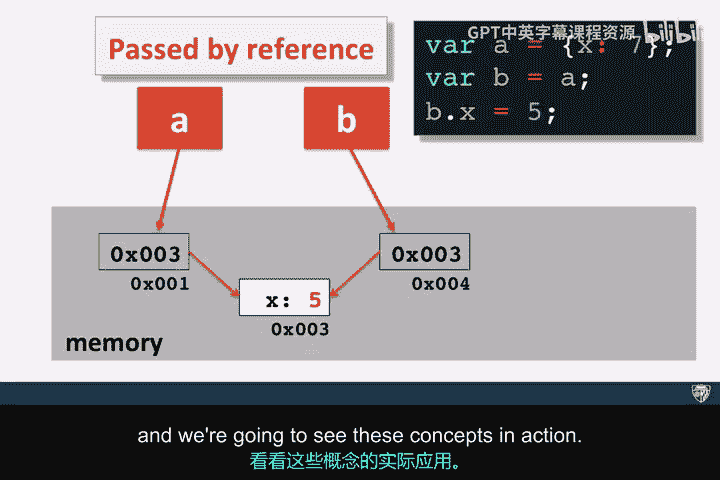 GPT中英字幕课程资源
bilibili
Passed by reference
var a = {x: 7};
var b = a;
b.x = 5;
a
b
0x003
0x003
0x001
0x004
x: 5
0x003
memory
and we're going to see these concepts in action.
看看这些概念的实际应用。